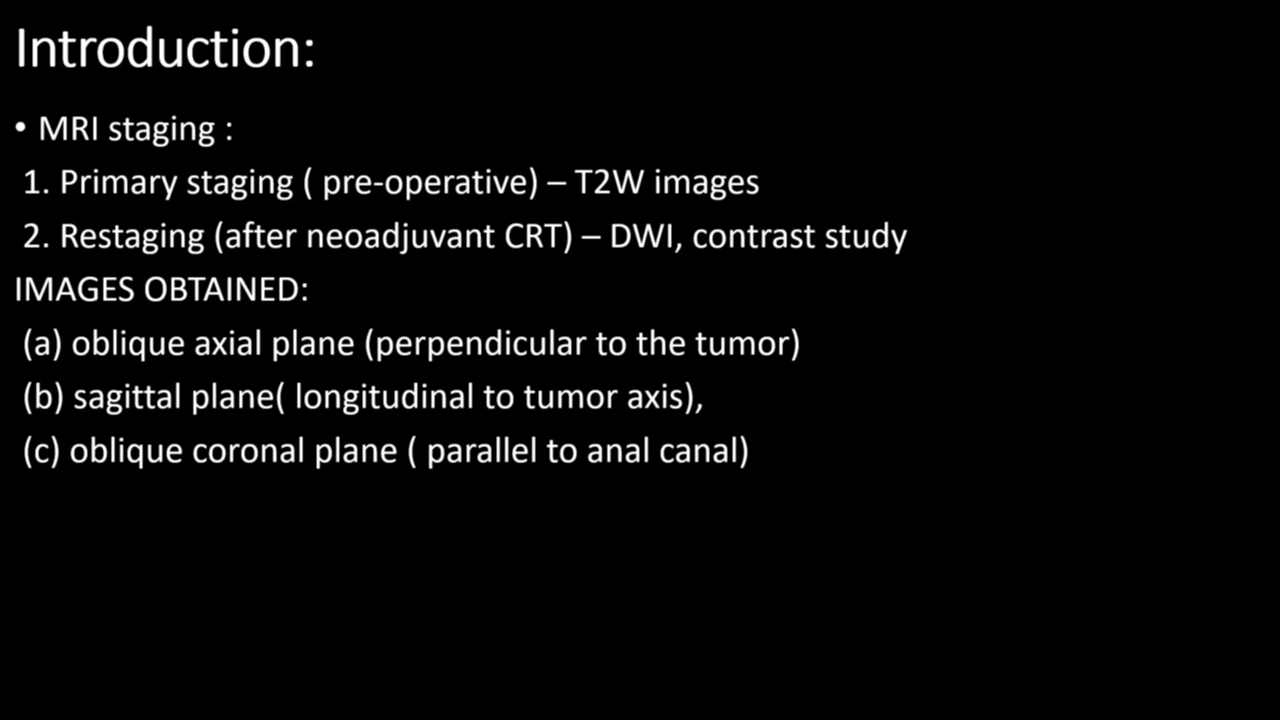 Introduction:
• MRI staging :
1. Primary staging ( pre-operative) – T2W images
2. Restaging (after neoadjuvant CRT) – DWI, contrast study
IMAGES OBTAINED:
(a) oblique axial plane (perpendicular to the tumor)
(b) sagittal plane( longitudinal to tumor axis),
(c) oblique coronal plane ( parallel to anal canal)